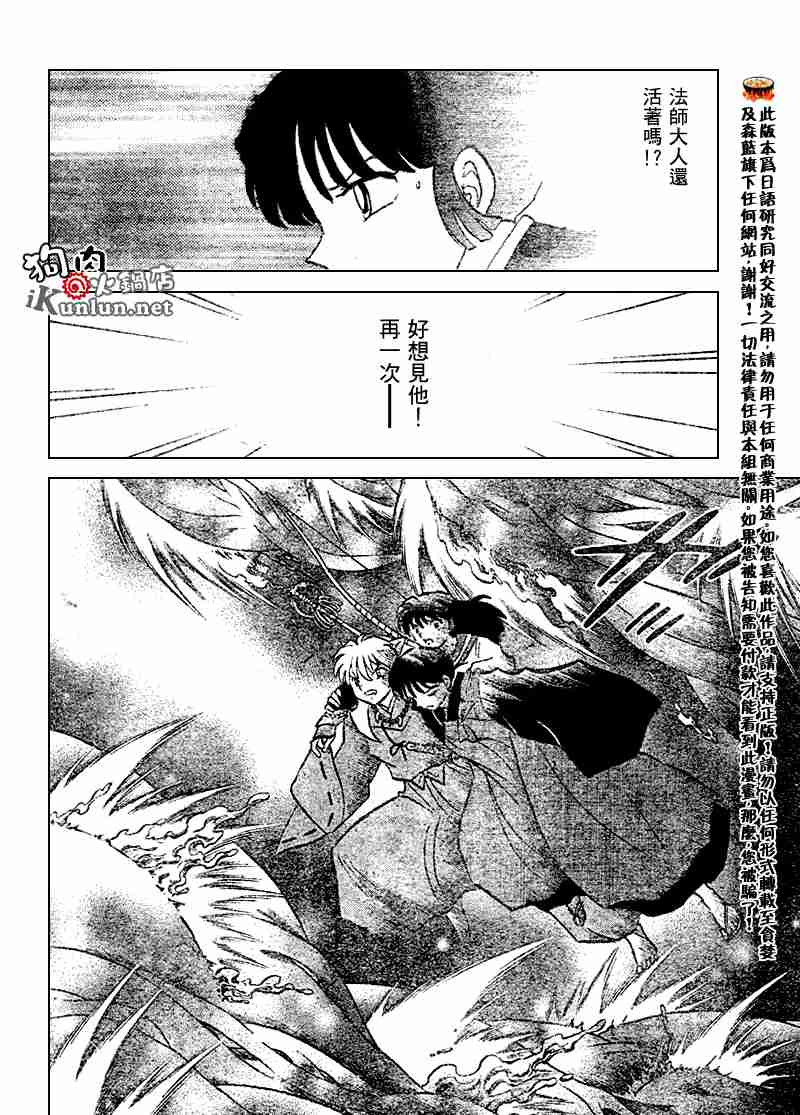 法師大人還
活著嗎!?
好想見他！
再一次——
狗肉
火鍋店
iKunlun.net
此版本爲日語研究同好交流之用，請勿用于任何商業用途。如您喜歡此作品，請支持正版！請勿以任何形式轉載至貪婪
及森藍旗下任何網站，謝謝！一切法律責任與本組無關。如果您被告知需要付款才能看到此漫畫，那麽，您被騙了！